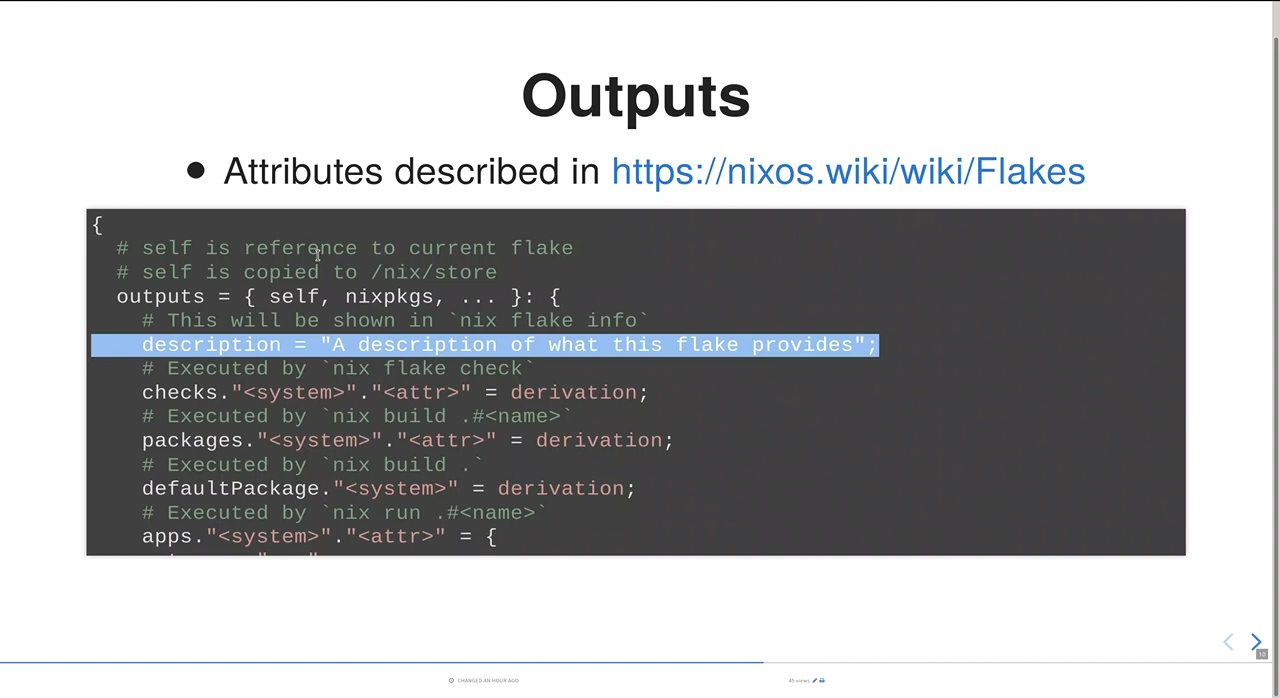 Outputs
Attributes described in https://nixos.wiki/wiki/Flakes
{
# self is reference to current flake
# self is copied to /nix/store
outputs = { self, nixpkgs, ... }: {
# This will be shown in `nix flake info`
description = "A description of what this flake provides";
# Executed by `nix flake check`
checks."<system>"."<attr>" = derivation;
# Executed by `nix build .#<name>`
packages."<system>"."<attr>" = derivation;
# Executed by `nix build .`
defaultPackage."<system>" = derivation;
# Executed by `nix run .#<name>`
apps."<system>"."<attr>" = {
CHANGED AN HOUR AGO
45 views